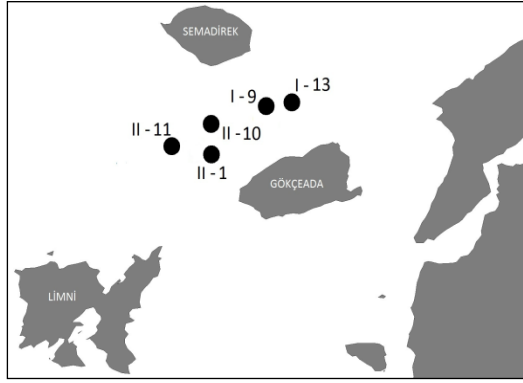 SEMADİREK
I - 13
I - 9
II - 11
II - 10
II - 1
GÖKÇEADA
LİMNİ